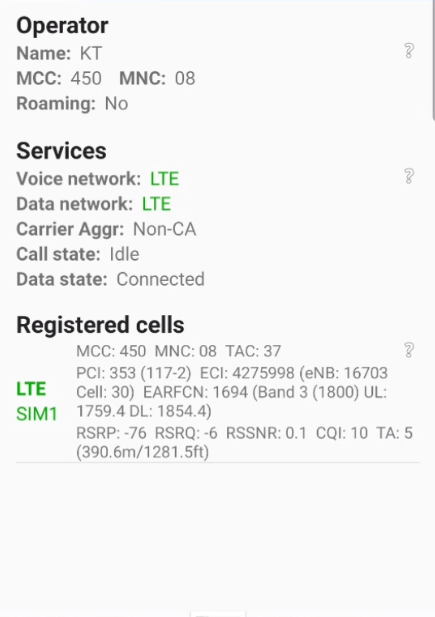 Operator
Name: KT
MCC: 450 MNC: 08
Roaming: No
Services
Voice network: LTE
Data network: LTE
Carrier Aggr: Non-CA
Call state: Idle
Data state: Connected
Registered cells
LTE
SIM1
MCC: 450 MNC: 08 TAC: 37
PCI: 353 (117-2) ECI: 4275998 (eNB: 16703
Cell: 30) EARFCN: 1694 (Band 3 (1800) UL:
1759.4 DL: 1854.4)
RSRP: -76 RSRQ: -6 RSSNR: 0.1 CQI: 10 TA: 5
(390.6m/1281.5ft)